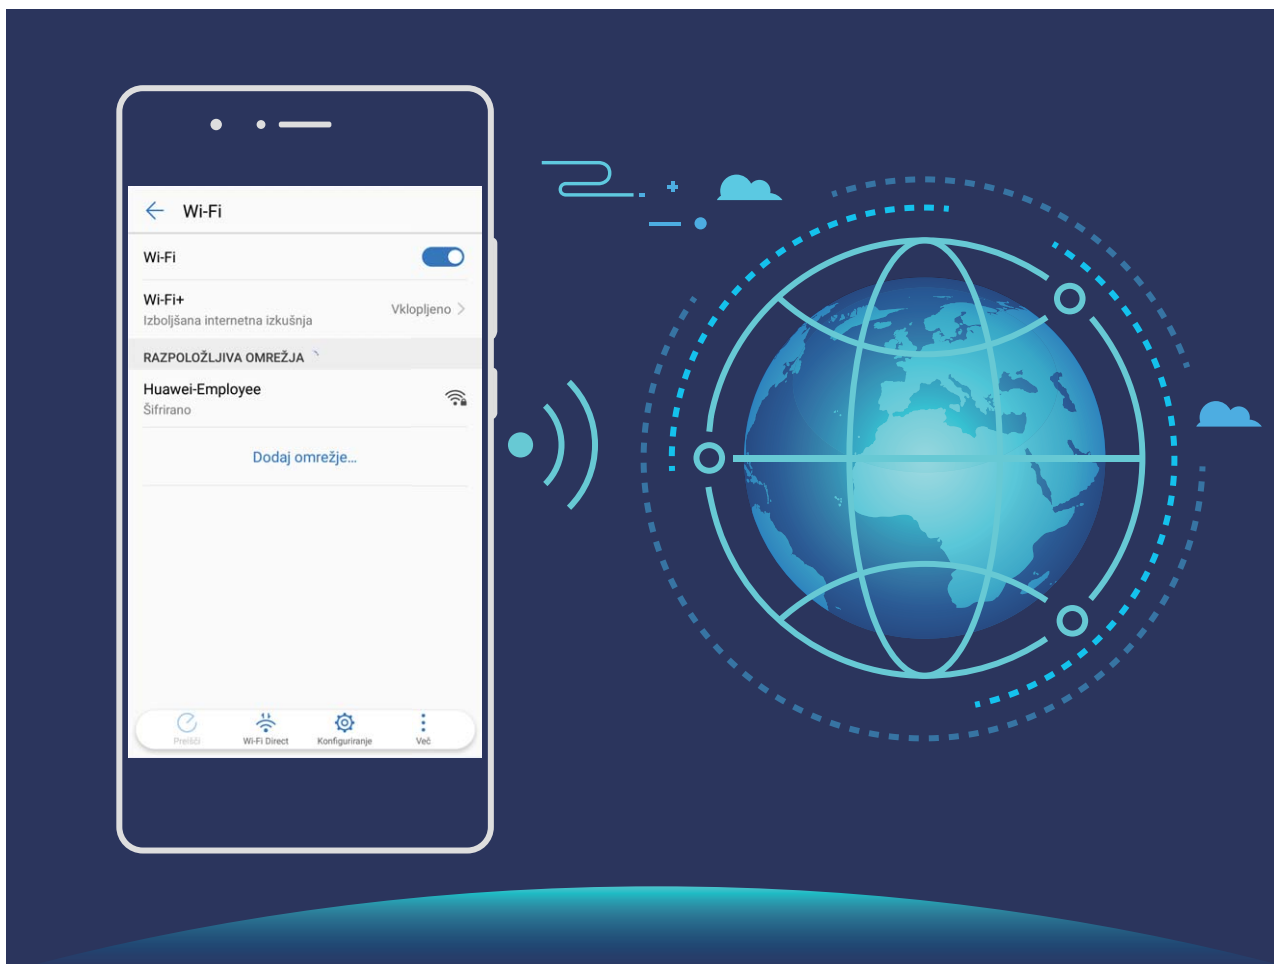 Wi-Fi
Wi-Fi
Wi-Fi+
Izboljšana internetna izkušnja
Vklopljeno
RAZPOLOŽLJIVA OMREŽJA
Huawei-Employee
Šifrirano
Dodaj omrežje...
Preišči
Wi-Fi Direct
Konfiguriranje
Več